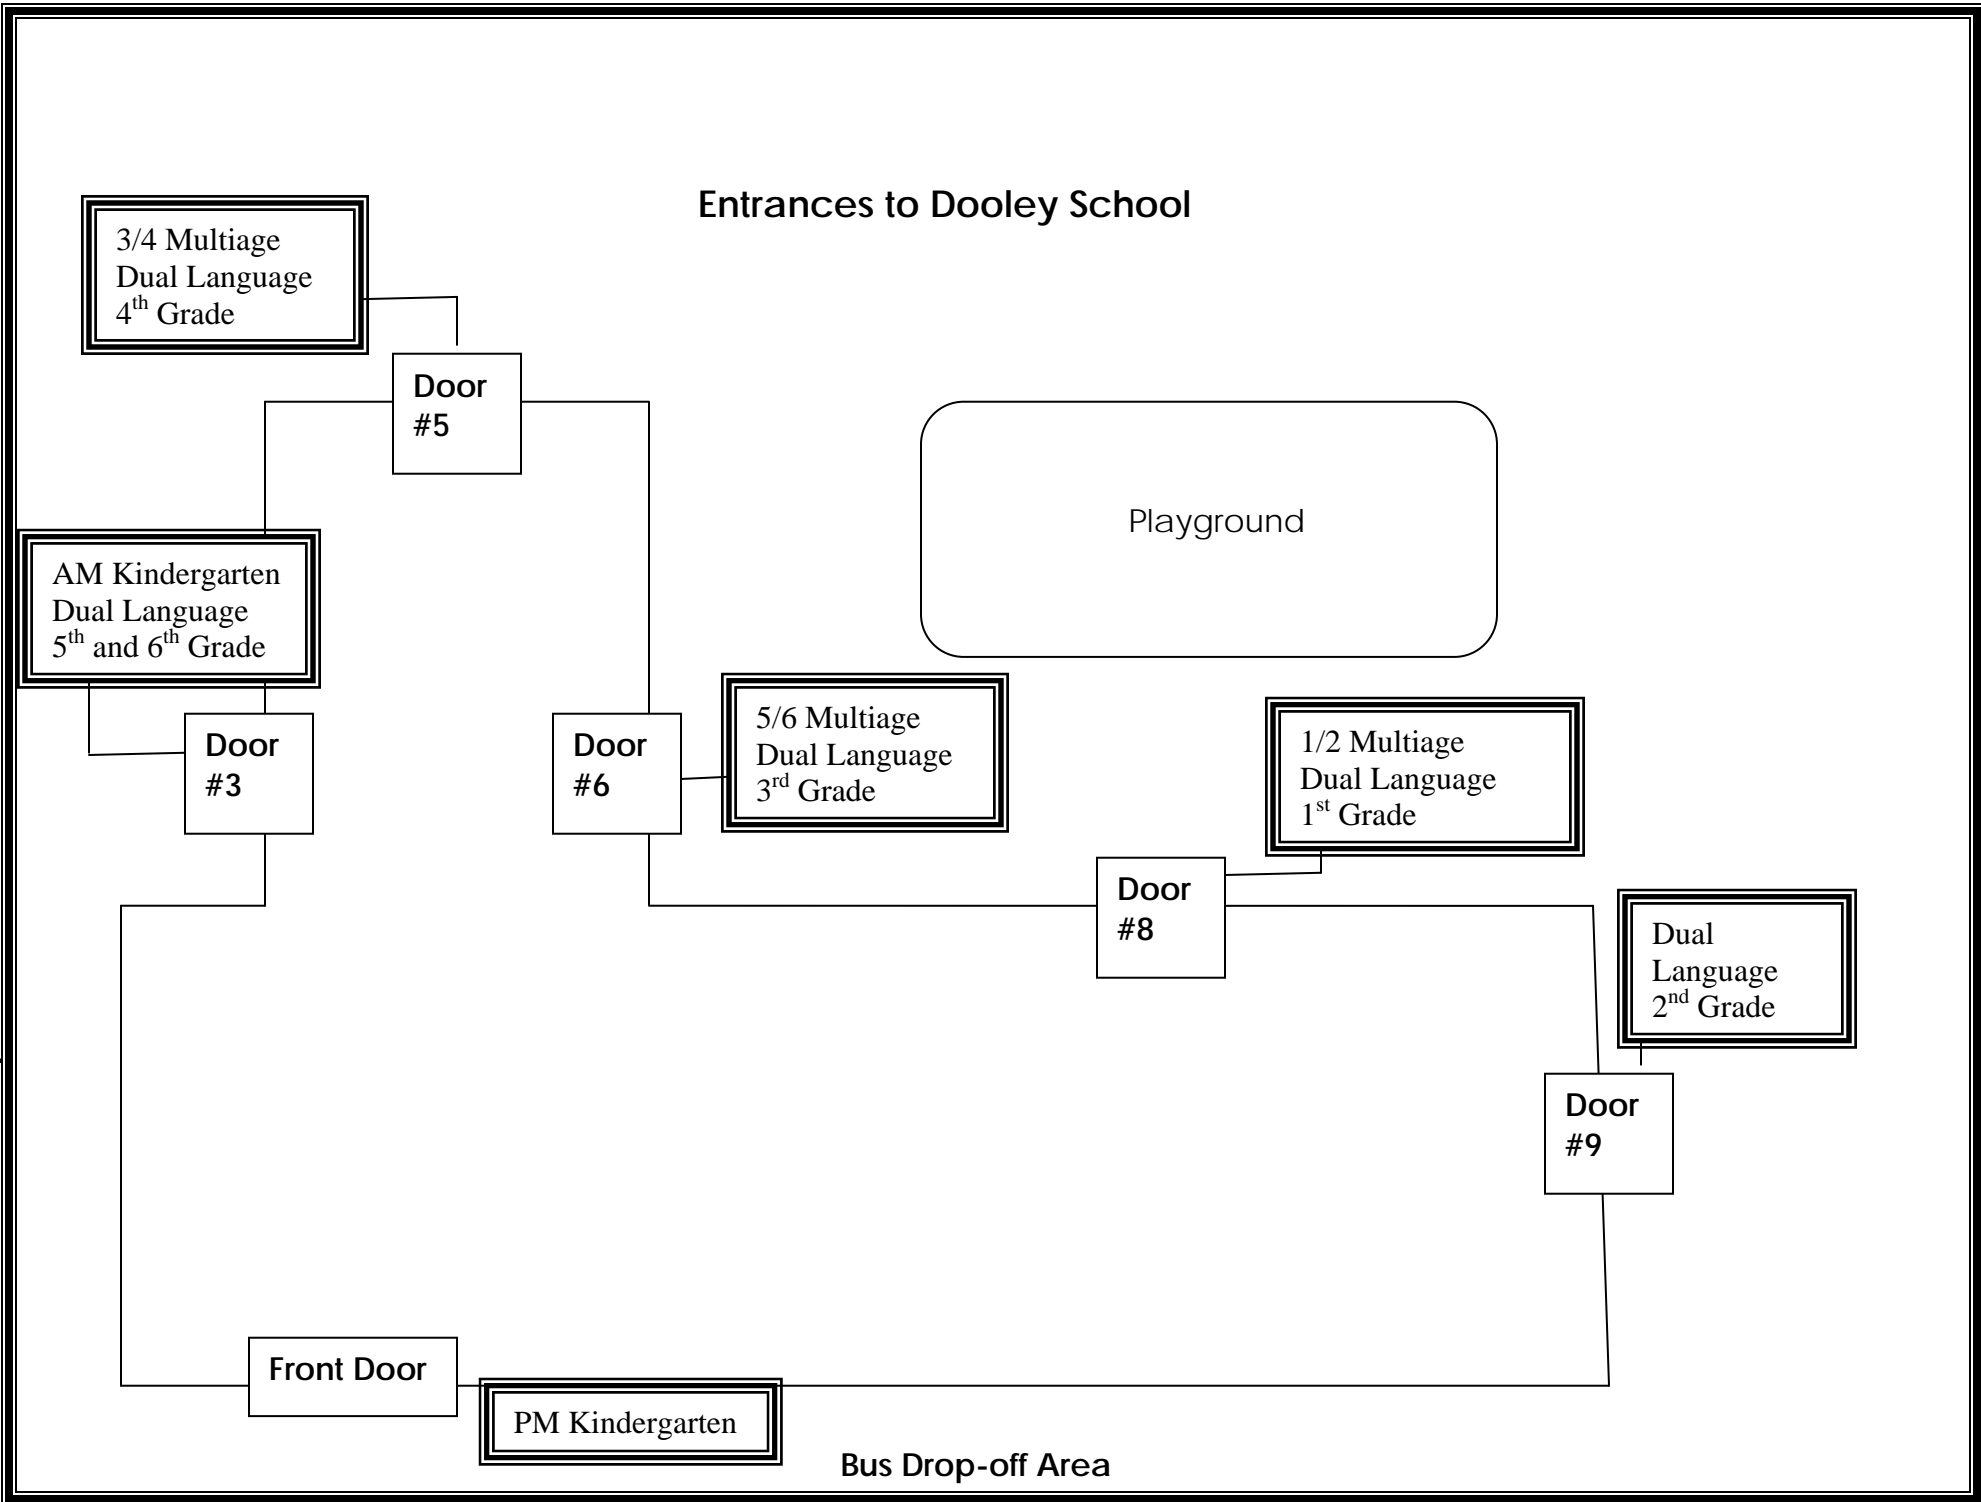 Entrances to Dooley School
3/4 Multiage
Dual Language
4th Grade
Door
#5
Playground
AM Kindergarten
Dual Language
5th and 6th Grade
Door
#3
Door
#6
5/6 Multiage
Dual Language
3rd Grade
1/2 Multiage
Dual Language
1st Grade
Door
#8
Dual
Language
2nd Grade
Door
#9
Front Door
PM Kindergarten
Bus Drop-off Area